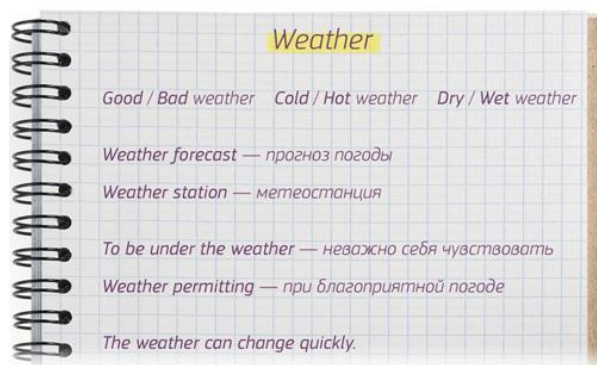 Weather
Good / Bad weather Cold / Hot weather Dry / Wet weather
Weather forecast — прогноз погоды
Weather station — метеостанция
To be under the weather — неважно себя чувствовать
Weather permitting — при благоприятной погоде
The weather can change quickly.